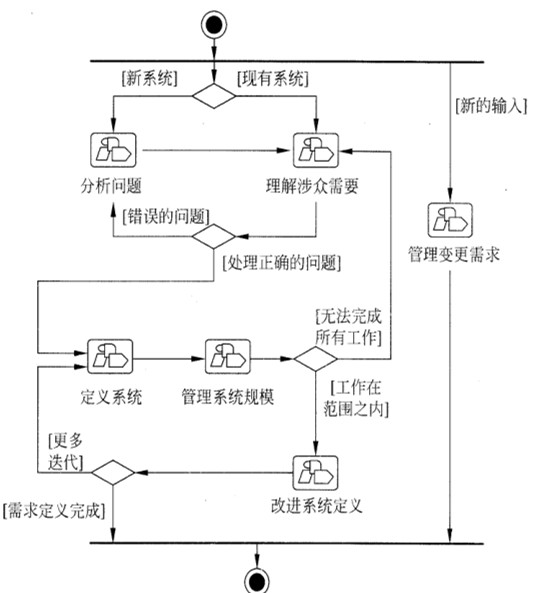 [新系统]
[现有系统]
[新的输入]
分析问题
理解涉众需要
[错误的问题]
管理变更需求
[处理正确的问题]
[无法完成
所有工作]
定义系统
管理系统规模
[工作在
范围之内]
[更多
迭代]
改进系统定义
[需求定义完成]